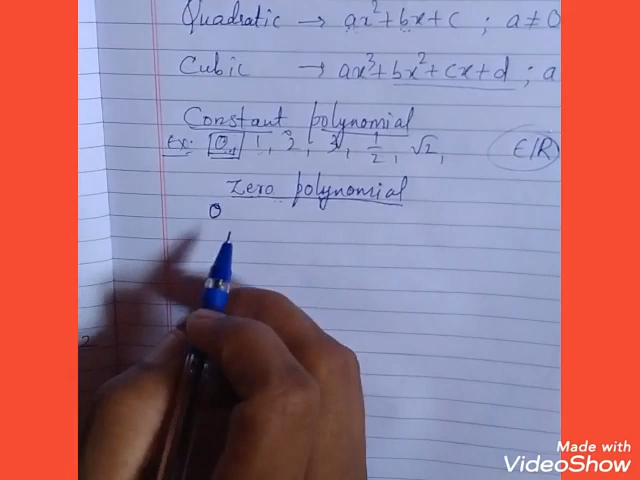 Quadratic → ax²+bx+c ; a≠0
Cubic → ax³+bx²+cx+d ; a
Constant polynomial
Ex: 0, 1, 2, 3, 1/2, √2, ∈/R
Zero polynomial
0
Made with
VideoShow